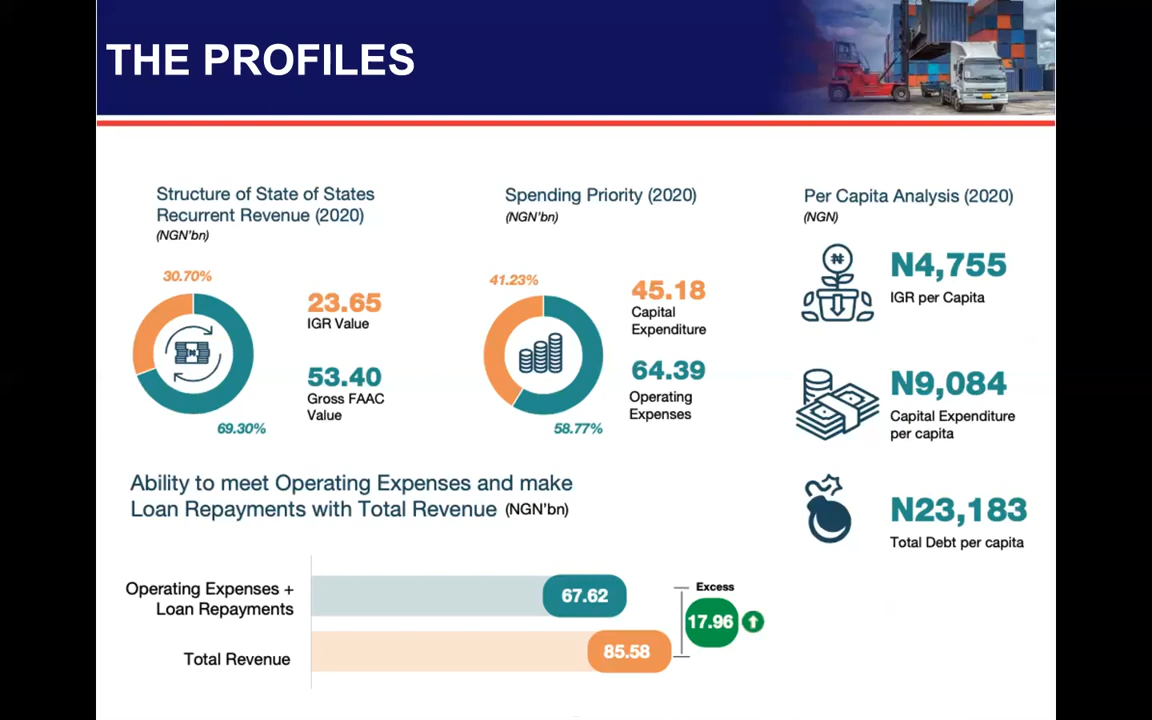 THE PROFILES
Structure of State of States
Recurrent Revenue (2020)
(NGN'bn)
30.70%
23.65
IGR Value
53.40
Gross FAAC
Value
69.30%
Spending Priority (2020)
(NGN'bn)
41.23%
45.18
Capital
Expenditure
64.39
Operating
Expenses
58.77%
Per Capita Analysis (2020)
(NGN)
₦
N4,755
IGR per Capita
N9,084
Capital Expenditure
per capita
N23,183
Total Debt per capita
Ability to meet Operating Expenses and make
Loan Repayments with Total Revenue (NGN'bn)
Operating Expenses +
Loan Repayments
67.62
Total Revenue
85.58
Excess
17.96